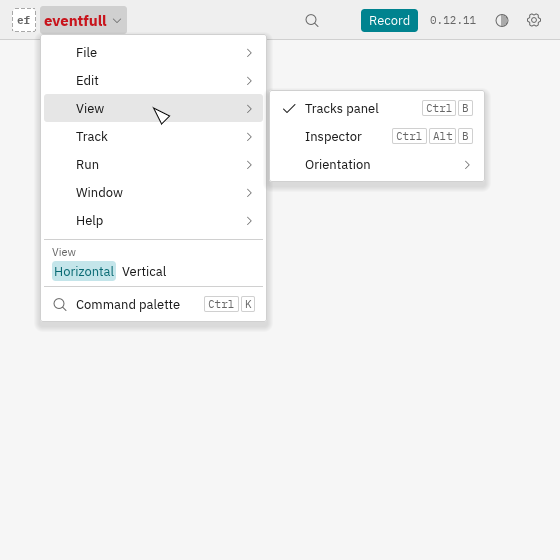 ef eventfull Record 0.12.11
File
Edit
View
Track
Run
Window
Help
View
Horizontal Vertical
Command palette Ctrl K
Tracks panel Ctrl B
Inspector Ctrl Alt B
Orientation